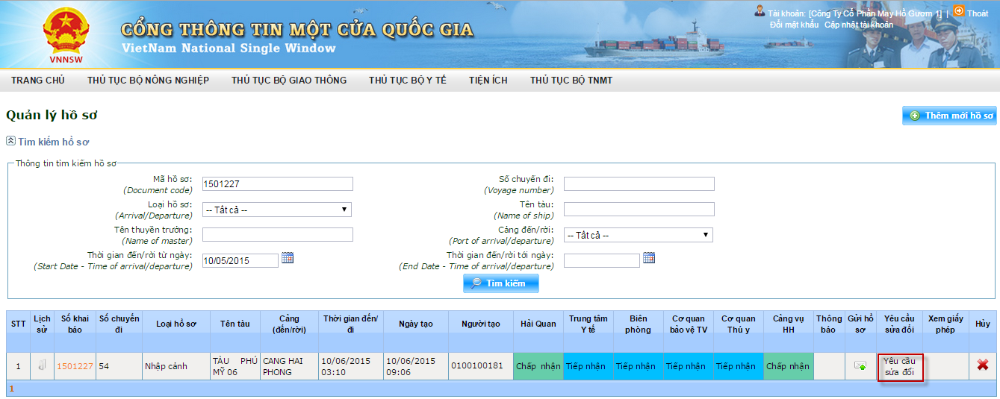 VNNSW
CỔNG THÔNG TIN MỘT CỬA QUỐC GIA
VietNam National Single Window
Tài khoản: [Công Ty Cổ Phần May Hồ Gươm 1] | Thoát
Đổi mật khẩu Cập nhật tài khoản
TRANG CHỦ THỦ TỤC BỘ NÔNG NGHIỆP THỦ TỤC BỘ GIAO THÔNG THỦ TỤC BỘ Y TẾ TIỆN ÍCH THỦ TỤC BỘ TNMT
Quản lý hồ sơ
Thêm mới hồ sơ
Tìm kiếm hồ sơ
Thông tin tìm kiếm hồ sơ
Mã hồ sơ: 1501227 Số chuyến đi:
(Document code) (Voyage number)
Loại hồ sơ: -- Tất cả -- Tên tàu:
(Arrival/Departure) (Name of ship)
Tên thuyền trưởng: Cảng đến/rời: -- Tất cả --
(Name of master) (Port of arrival/departure)
Thời gian đến/rời từ ngày: 10/05/2015 Thời gian đến/rời tới ngày:
(Start Date - Time of arrival/departure) (End Date - Time of arrival/departure)
Tìm kiếm
STT Lịch sử Số khai báo Số chuyến đi Loại hồ sơ Tên tàu Cảng (đến/rời) Thời gian đến/đi Ngày tạo Người tạo Hải Quan Trung tâm Y tế Biên phòng Cơ quan bảo vệ TV Cơ quan Thú y Cảng vụ HH Thông báo Gửi hồ sơ Yêu cầu sửa đổi Xem giấy phép Hủy
1 1501227 54 Nhập cảnh TÀU PHÚ MỸ 06 CANG HAI PHONG 10/06/2015 03:10 10/06/2015 09:06 0100100181 Chấp nhận Tiếp nhận Tiếp nhận Tiếp nhận Tiếp nhận Chấp nhận Yêu cầu sửa đổi
1